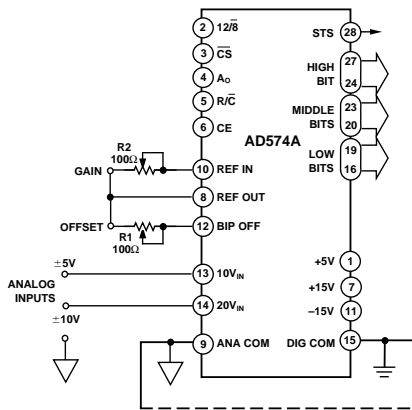 2 12/8̅
3 C̅S̅
4 AO
5 R/C̅
6 CE
R2
100Ω
GAIN
10 REF IN
8 REF OUT
OFFSET
R1
100Ω
12 BIP OFF
±5V
13 10VIN
ANALOG
INPUTS
14 20VIN
±10V
9 ANA COM
AD574A
STS 28
HIGH
BIT
27
24
MIDDLE
BITS
23
20
LOW
BITS
19
16
+5V 1
+15V 7
–15V 11
DIG COM 15